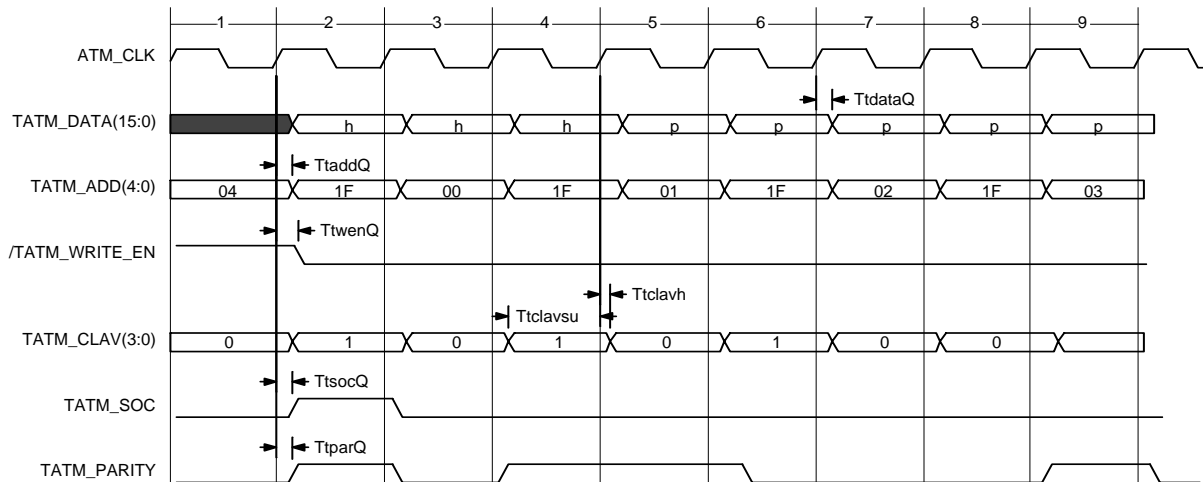 1 2 3 4 5 6 7 8 9
ATM_CLK
TtdataQ
TATM_DATA(15:0) h h h p p p p p
TtaddQ
TATM_ADD(4:0) 04 1F 00 1F 01 1F 02 1F 03
TtwenQ
/TATM_WRITE_EN
Ttclavh
Ttclavsu
TATM_CLAV(3:0) 0 1 0 1 0 1 0 0
TtsocQ
TATM_SOC
TtparQ
TATM_PARITY